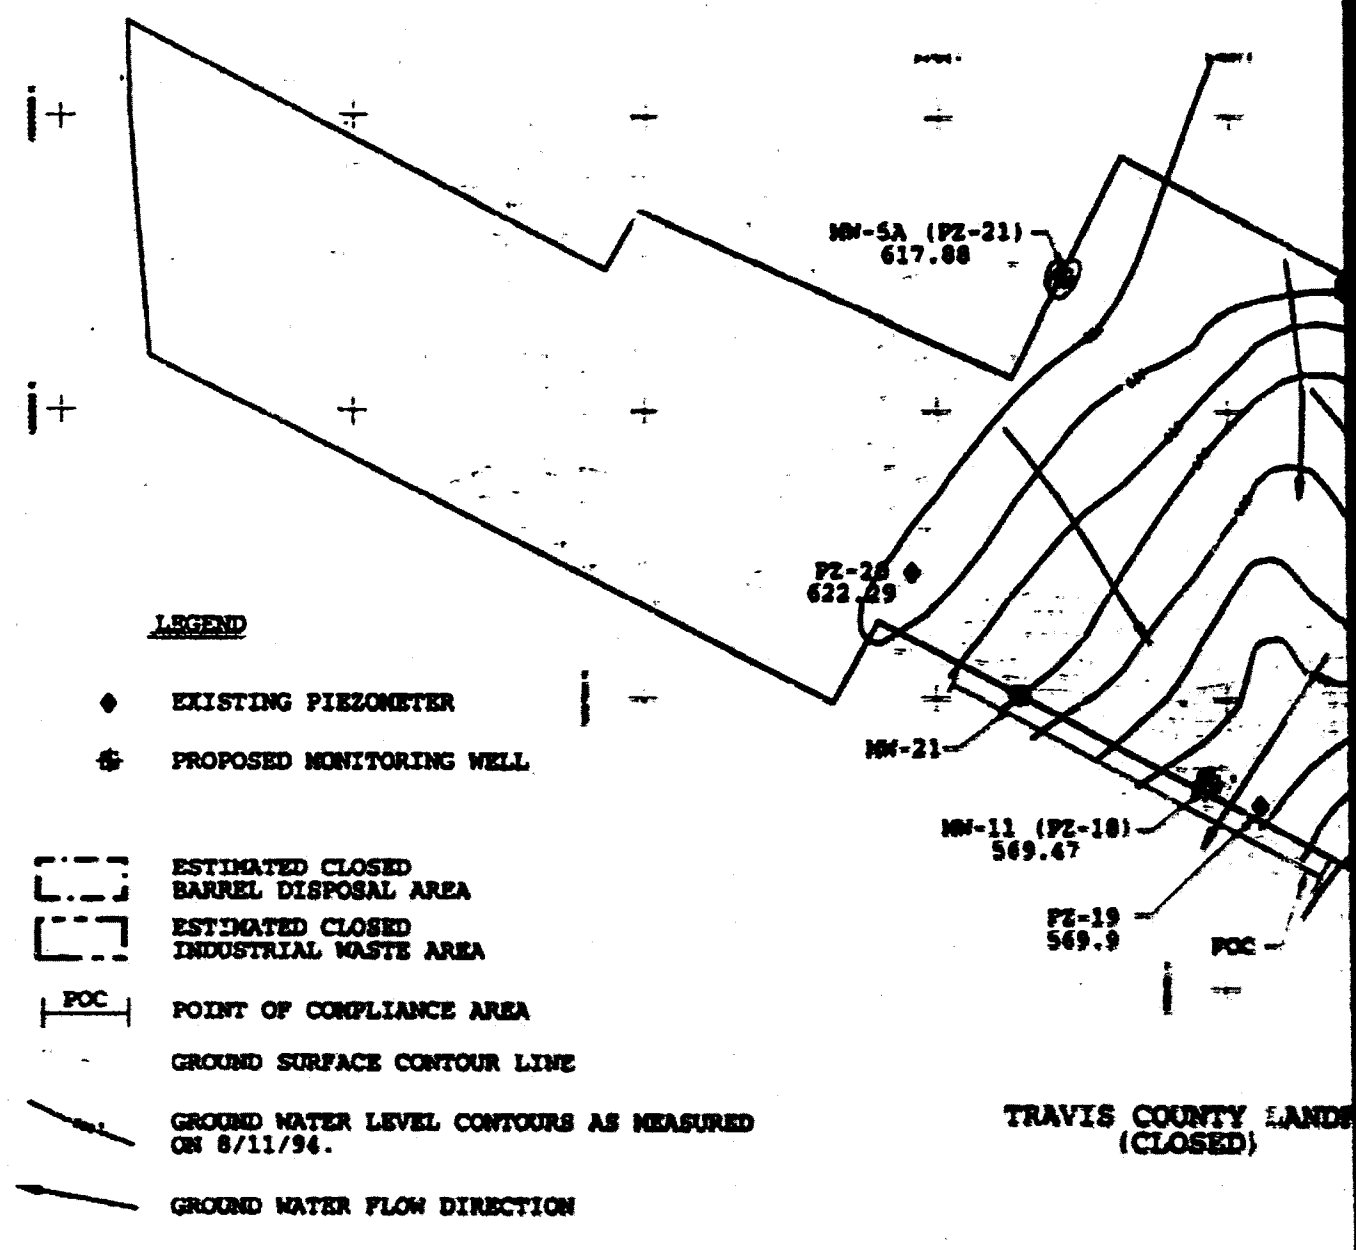 MW-5A (PZ-21)
617.88
622.29
MW-21
MW-11 (PZ-18)
569.47
PZ-19
569.9
POC
LEGEND
EXISTING PIEZOMETER
PROPOSED MONITORING WELL
ESTIMATED CLOSED
BARREL DISPOSAL AREA
ESTIMATED CLOSED
INDUSTRIAL WASTE AREA
POC
POINT OF COMPLIANCE AREA
GROUND SURFACE CONTOUR LINE
GROUND WATER LEVEL CONTOURS AS MEASURED
ON 8/11/94.
GROUND WATER FLOW DIRECTION
TRAVIS COUNTY
(CLOSED)